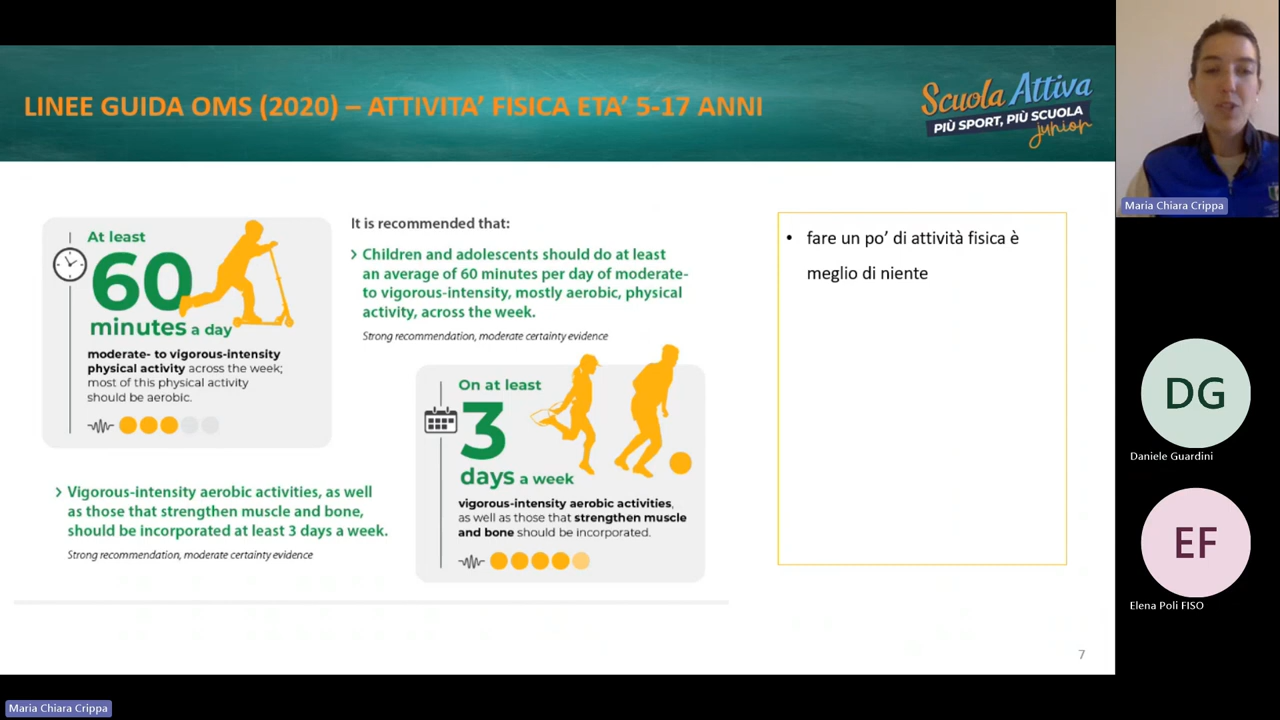 LINEE GUIDA OMS (2020) – ATTIVITA’ FISICA ETA’ 5-17 ANNI
Scuola Attiva
PIÙ SPORT, PIÙ SCUOLA
junior
At least
60
minutes a day
moderate- to vigorous-intensity
physical activity across the week;
most of this physical activity
should be aerobic.
It is recommended that:
> Children and adolescents should do at least
an average of 60 minutes per day of moderate-
to vigorous-intensity, mostly aerobic, physical
activity, across the week.
Strong recommendation, moderate certainty evidence
On at least
3
days a week
vigorous-intensity aerobic activities,
as well as those that strengthen muscle
and bone should be incorporated.
> Vigorous-intensity aerobic activities, as well
as those that strengthen muscle and bone,
should be incorporated at least 3 days a week.
Strong recommendation, moderate certainty evidence
• fare un po’ di attività fisica è
meglio di niente
7
Maria Chiara Crippa
DG
Daniele Guardini
EF
Elena Poli FISO
Maria Chiara Crippa